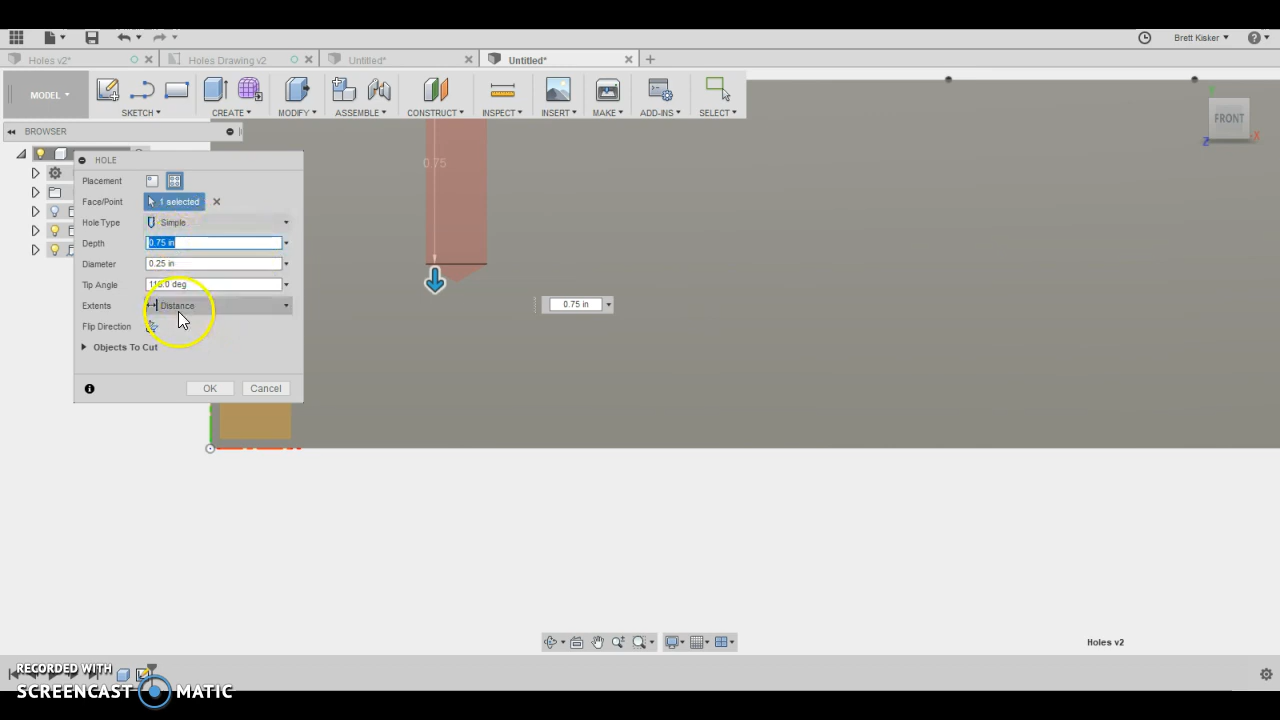 Brett Kisker
Holes v2*
Holes Drawing v2
Untitled*
Untitled*
MODEL
SKETCH
CREATE
MODIFY
ASSEMBLE
CONSTRUCT
INSPECT
INSERT
MAKE
ADD-INS
SELECT
BROWSER
FRONT
Y
X
Z
HOLE
Placement
Face/Point 1 selected
Hole Type Simple
Depth 0.75 in
Diameter 0.25 in
Tip Angle 118.0 deg
Extents Distance
Flip Direction
Objects To Cut
OK Cancel
0.75
0.75 in
Holes v2
RECORDED WITH
SCREENCAST MATIC